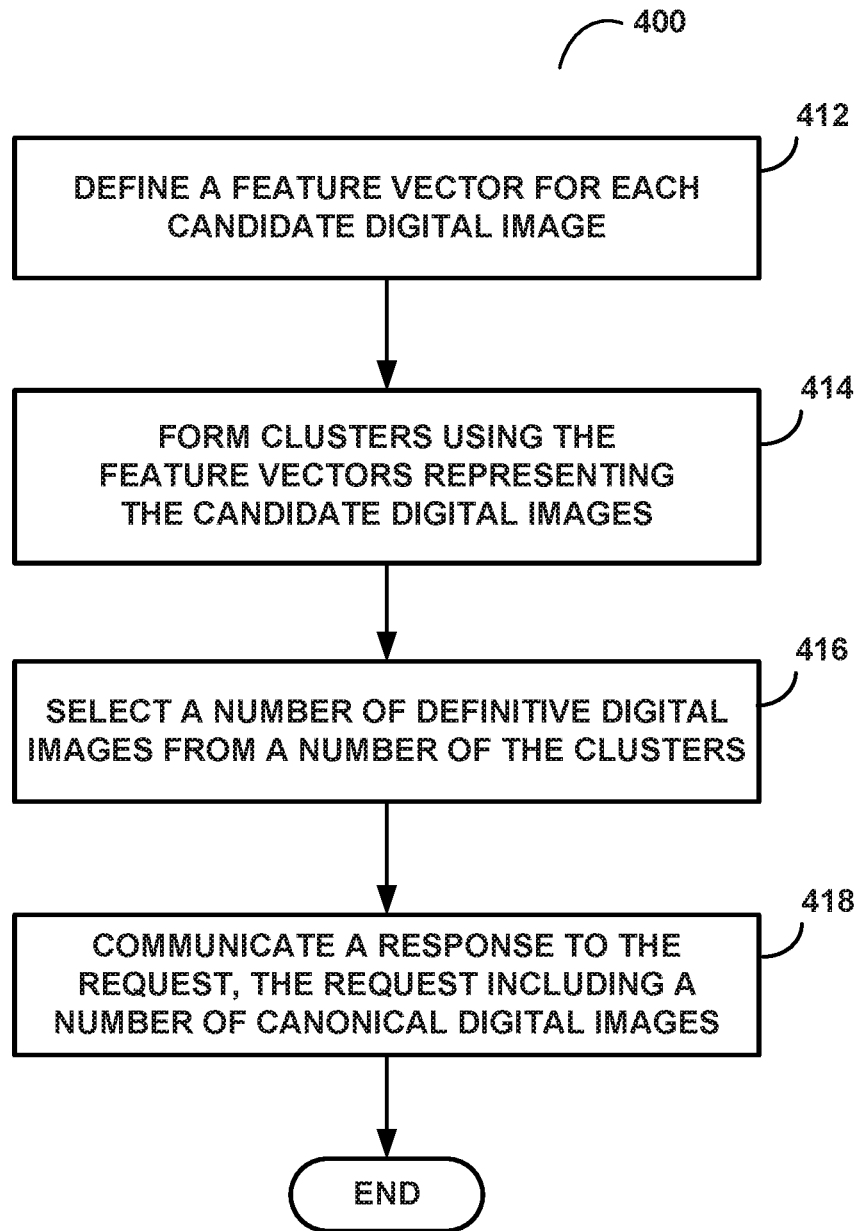 400
412
DEFINE A FEATURE VECTOR FOR EACH
CANDIDATE DIGITAL IMAGE
414
FORM CLUSTERS USING THE
FEATURE VECTORS REPRESENTING
THE CANDIDATE DIGITAL IMAGES
416
SELECT A NUMBER OF DEFINITIVE DIGITAL
IMAGES FROM A NUMBER OF THE CLUSTERS
418
COMMUNICATE A RESPONSE TO THE
REQUEST, THE REQUEST INCLUDING A
NUMBER OF CANONICAL DIGITAL IMAGES
END